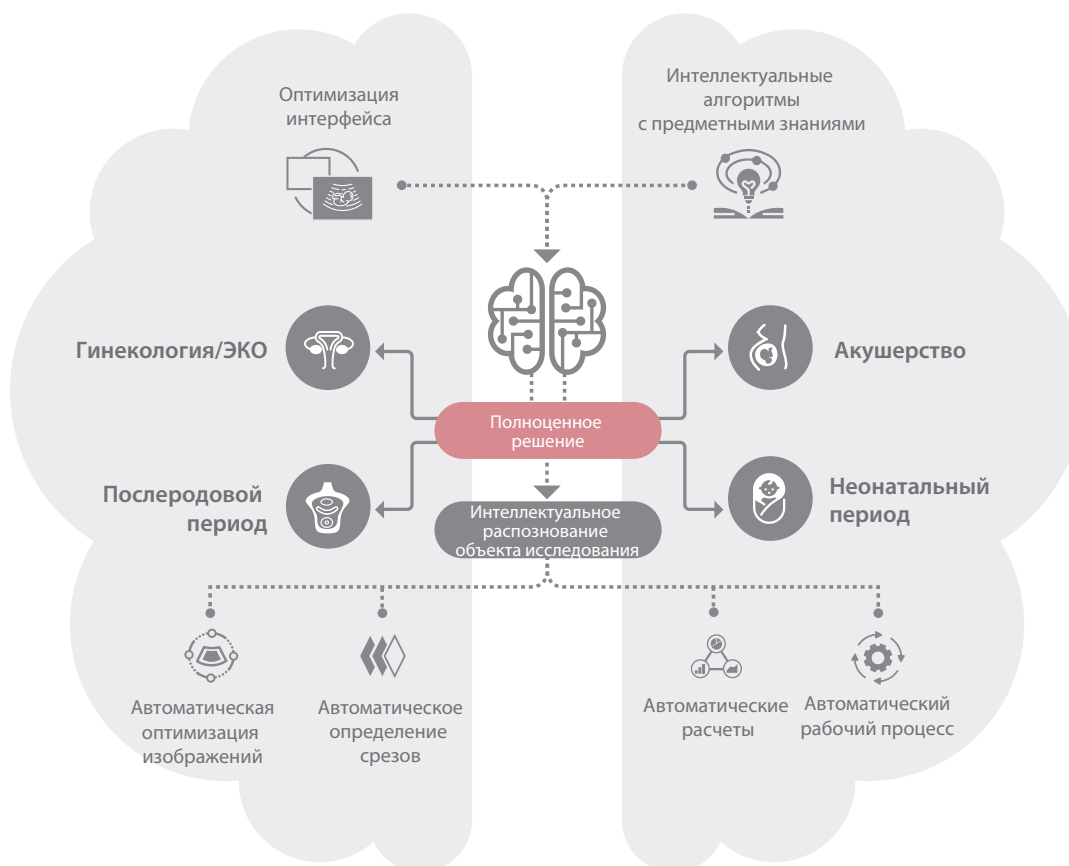 Оптимизация
интерфейса
Интеллектуальные
алгоритмы
с предметными знаниями
Гинекология/ЭКО
Акушерство
Полноценное
решение
Послеродовой
период
Неонатальный
период
Интеллектуальное
распознование
объекта исследования
Автоматическая
оптимизация
изображений
Автоматическое
определение
срезов
Автоматические
расчеты
Автоматический
рабочий процесс